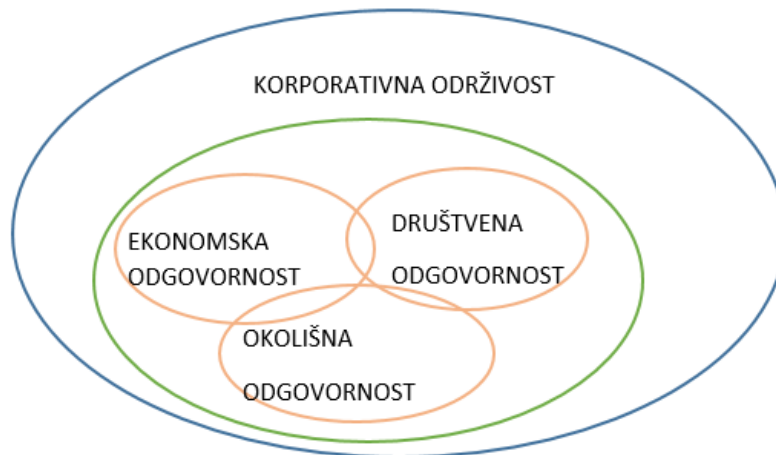 KORPORATIVNA ODRŽIVOST
EKONOMSKA
ODGOVORNOST
DRUŠTVENA
ODGOVORNOST
OKOLIŠNA
ODGOVORNOST